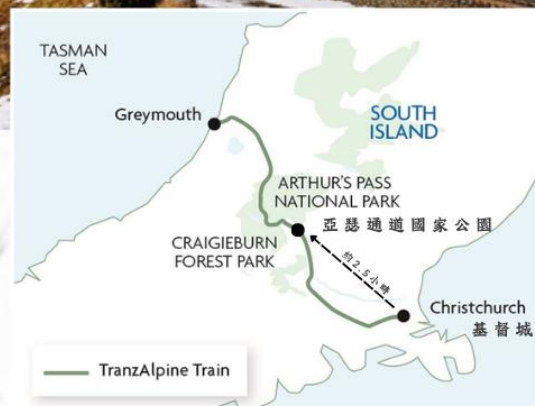 TASMAN
SEA
Greymouth
SOUTH
ISLAND
ARTHUR'S PASS
NATIONAL PARK
亞瑟通道國家公園
CRAIGIEBURN
FOREST PARK
約2.5小時
Christchurch
基督城
TranzAlpine Train